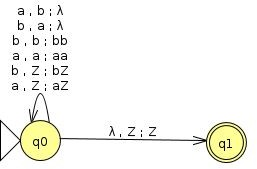 a , b ; λ
b , a ; λ
b , b ; bb
a , a ; aa
b , Z ; bZ
a , Z ; aZ
λ , Z ; Z
q0
q1